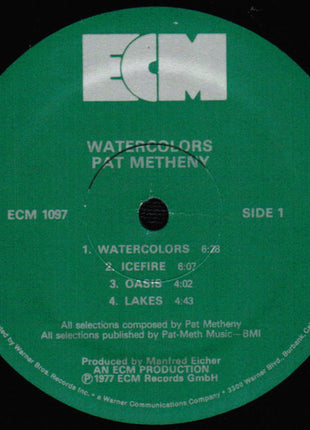 ECM
WATERCOLORS
PAT METHENY
ECM 1097
SIDE 1
1. WATERCOLORS 6:28
2. ICEFIRE 6:07
3. OASIS 4:02
4. LAKES 4:43
All selections composed by Pat Metheny
All selections published by Pat-Meth Music—BMI
Produced by Manfred Eicher
AN ECM PRODUCTION
Ⓟ 1977 ECM Records GmbH
by Warner Bros. Records Inc., a Warner Communications Company • 3300 Warner Blvd., Burbank,